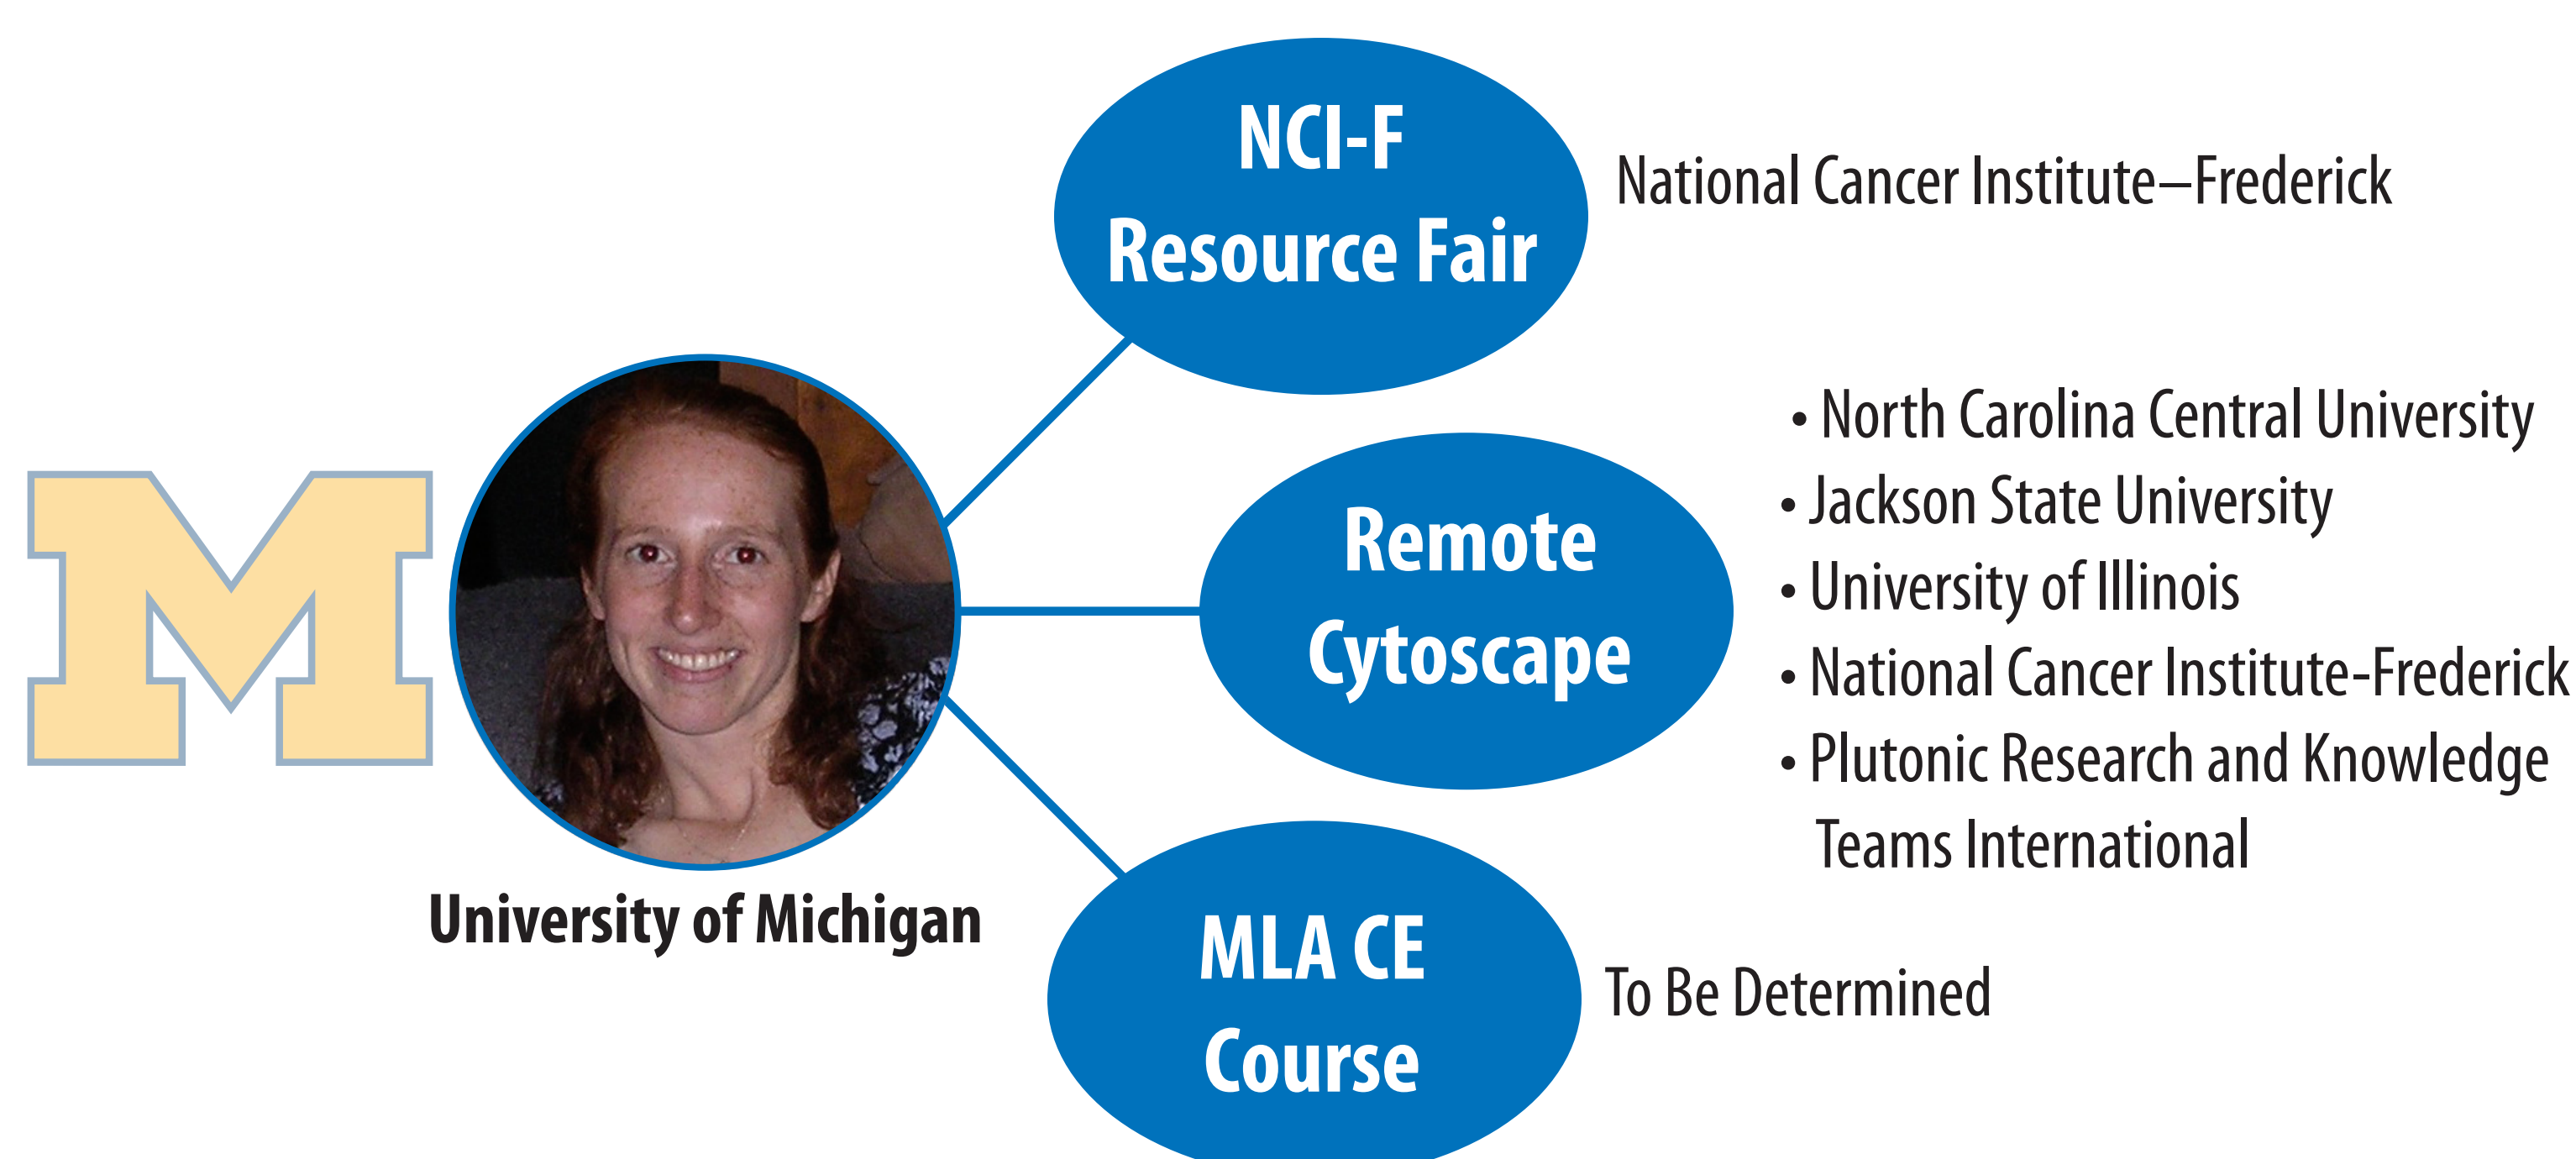 M
University of Michigan
NCI-F
Resource Fair
National Cancer Institute–Frederick
Remote
Cytoscape
• North Carolina Central University
• Jackson State University
• University of Illinois
• National Cancer Institute-Frederick
• Plutonic Research and Knowledge
Teams International
MLA CE
Course
To Be Determined